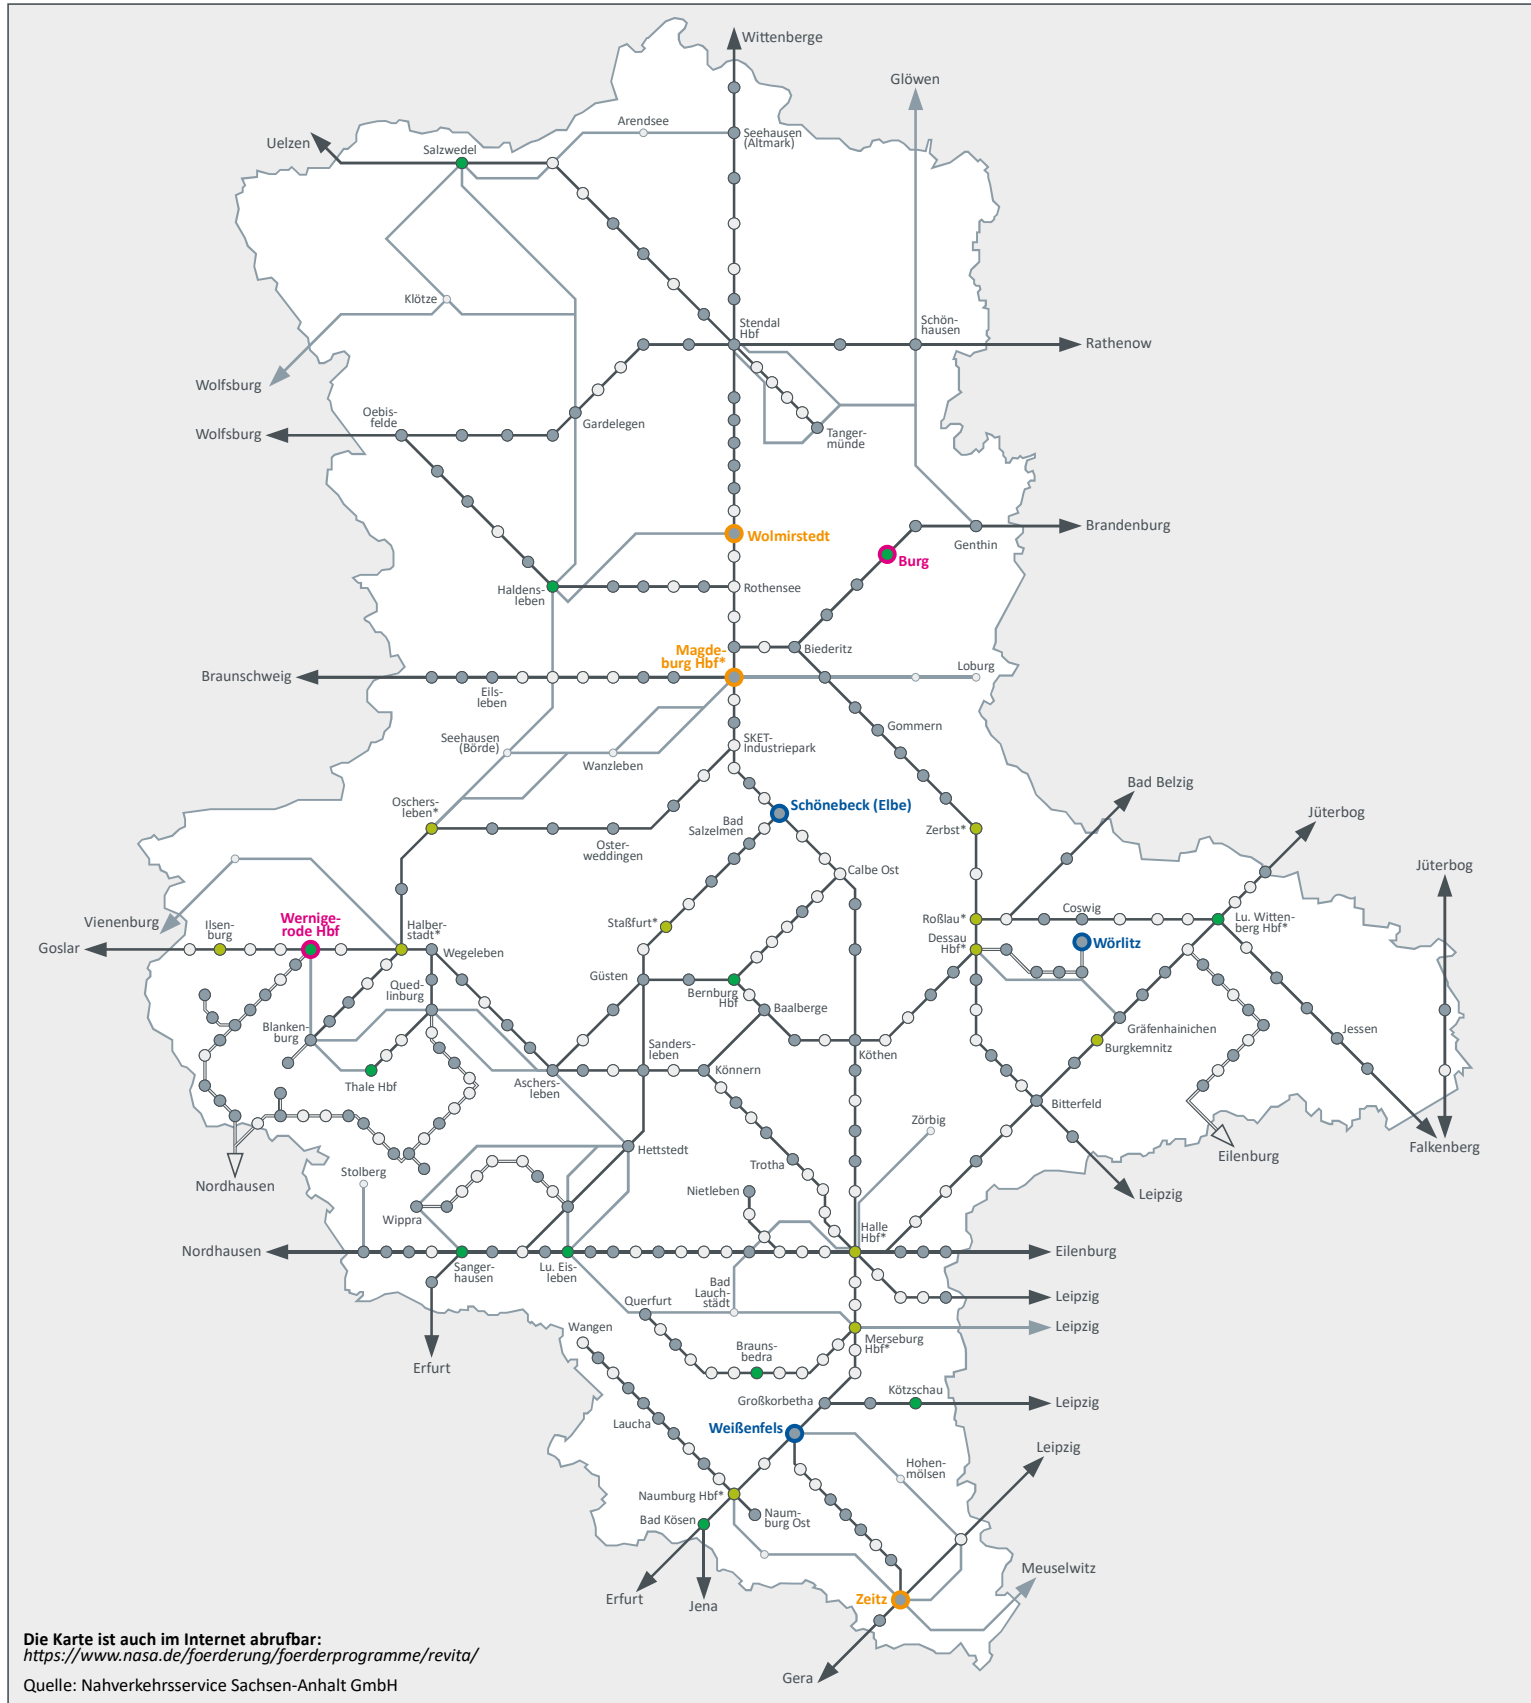 Wittenberge
Glöwen
Arendsee
Seehausen
(Altmark)
Uelzen
Salzwedel
Klötze
Stendal
Hbf
Schön-
hausen
Rathenow
Wolfsburg
Oebis-
felde
Wolfsburg
Gardelegen
Tanger-
münde
Wolmirstedt
Brandenburg
Genthin
Burg
Haldens-
leben
Rothensee
Magde-
burg Hbf*
Biederitz
Loburg
Braunschweig
Eils-
leben
Gommern
Seehausen
(Börde)
SKET-
Industriepark
Wanzleben
Bad Belzig
Oschers-
leben*
Schönebeck (Elbe)
Bad
Salzelmen
Zerbst*
Jüterbog
Oster-
weddingen
Jüterbog
Calbe Ost
Vienenburg
Ilsen-
burg
Wernige-
rode Hbf
Halber-
stadt*
Staßfurt*
Roßlau*
Coswig
Lu. Witten-
berg Hbf*
Goslar
Wegeleben
Dessau
Hbf*
Wörlitz
Qued-
linburg
Güsten
Bernburg
Hbf
Baalberge
Blanken-
burg
Gräfenhainichen
Burgkemnitz
Jessen
Sanders-
leben
Köthen
Thale Hbf
Aschers-
leben
Könnern
Bitterfeld
Zörbig
Hettstedt
Falkenberg
Eilenburg
Stolberg
Trotha
Nordhausen
Nietleben
Leipzig
Wippra
Halle
Hbf*
Nordhausen
Eilenburg
Sanger-
hausen
Lu. Eis-
leben
Bad
Lauch-
städt
Querfurt
Leipzig
Wangen
Leipzig
Erfurt
Brauns-
bedra
Merseburg
Hbf*
Großkorbetha
Kötzschau
Leipzig
Laucha
Weißenfels
Leipzig
Hohen-
mölsen
Naumburg Hbf*
Bad Kösen
Naum-
burg Ost
Meuselwitz
Erfurt
Jena
Zeitz
Gera
Die Karte ist auch im Internet abrufbar:
https://www.nasa.de/foerderung/foerderprogramme/revita/
Quelle: Nahverkehrsservice Sachsen-Anhalt GmbH